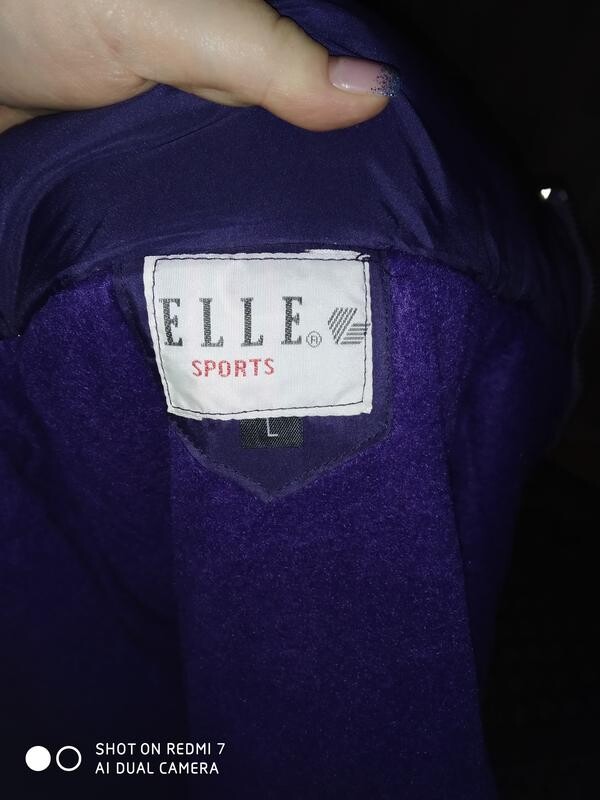 ELLE®
SPORTS
L
SHOT ON REDMI 7
AI DUAL CAMERA